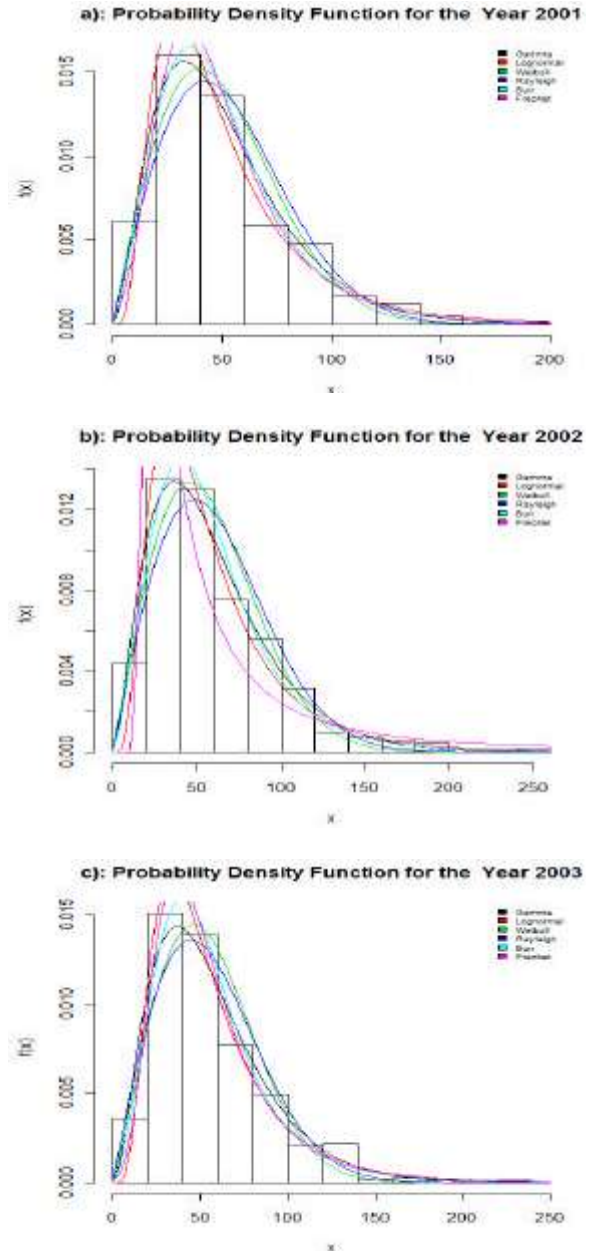 a): Probability Density Function for the Year 2001
0.015
0.010
0.005
0.000
f(x)
Gamma
Lognormal
Weibull
Rayleigh
Burr
Frechet
0 50 100 150 200
x
b): Probability Density Function for the Year 2002
0.012
0.008
0.004
0.000
f(x)
Gamma
Lognormal
Weibull
Rayleigh
Burr
Frechet
0 50 100 150 200 250
x
c): Probability Density Function for the Year 2003
0.015
0.010
0.005
0.000
f(x)
Gamma
Lognormal
Weibull
Rayleigh
Burr
Frechet
0 50 100 150 200 250
x